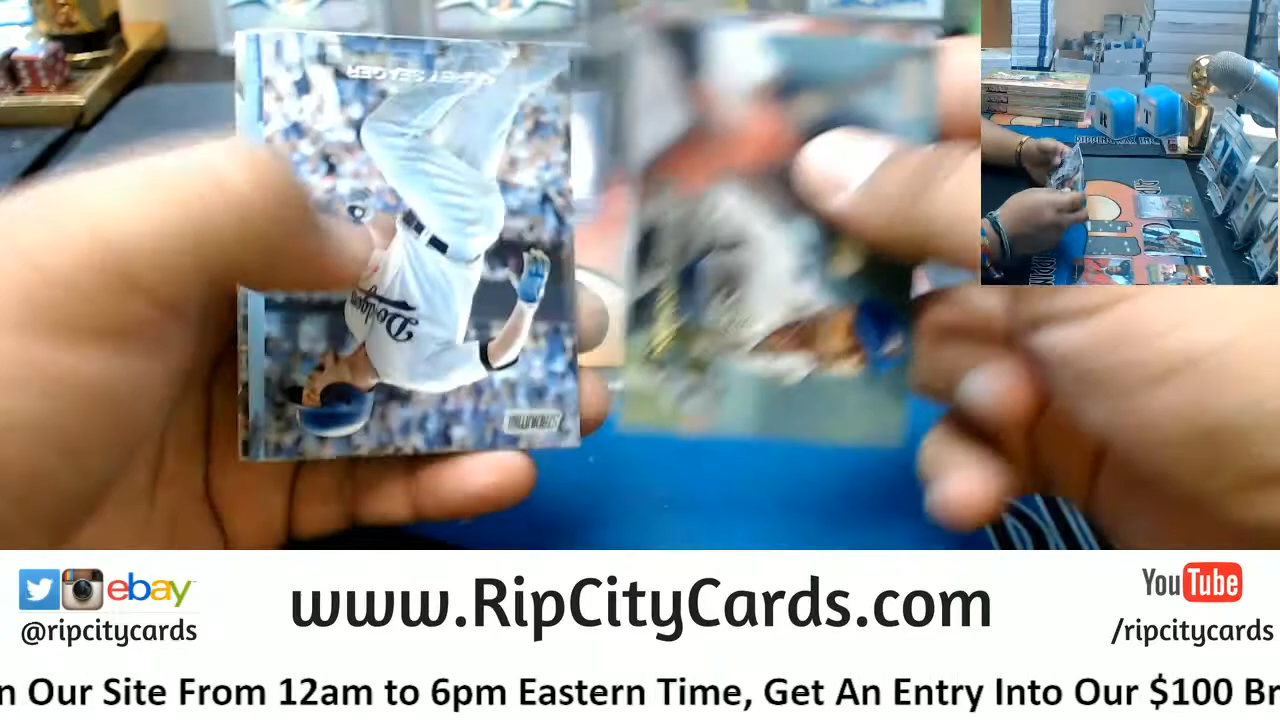 COREY SEAGER
Dodgers
ebay
@ripcitycards
www.RipCityCards.com
YouTube
/ripcitycards
n Our Site From 12am to 6pm Eastern Time, Get An Entry Into Our $100 Br